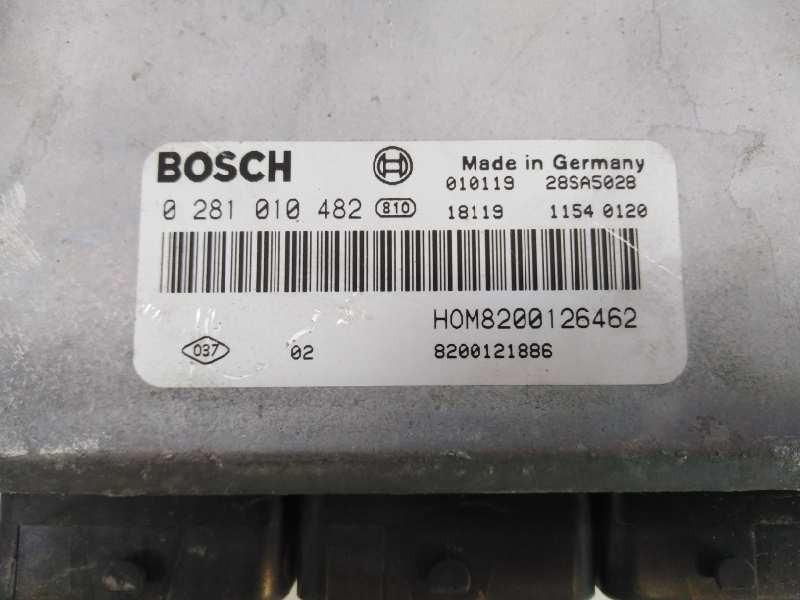 BOSCH Made in Germany
010119 28SA5028
0 281 010 482 810 18119 1154 0120
HOM8200126462
037 02 8200121886